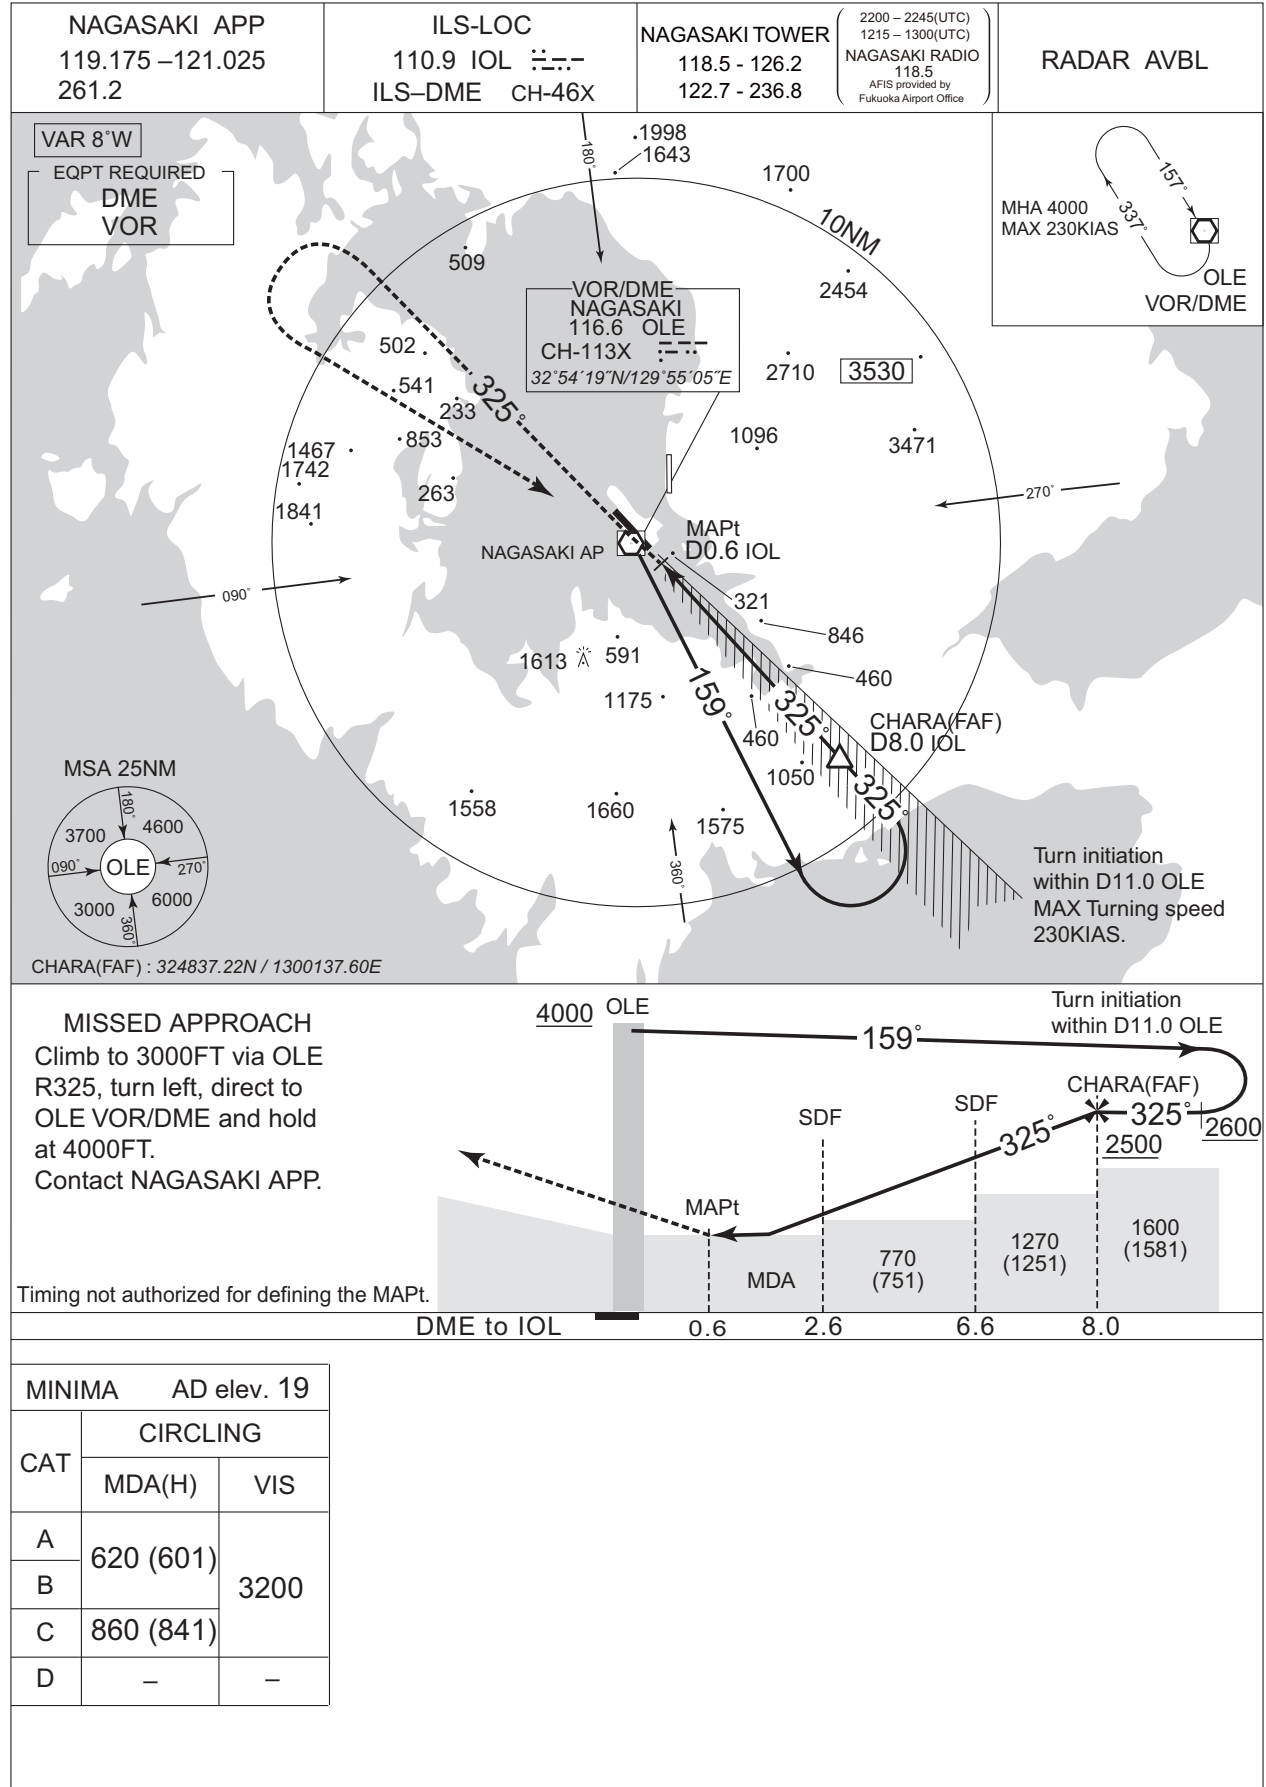 NAGASAKI APP
119.175 –121.025
261.2
ILS-LOC
110.9 IOL
ILS–DME CH-46X
NAGASAKI TOWER
118.5 - 126.2
122.7 - 236.8
2200 – 2245(UTC)
1215 – 1300(UTC)
NAGASAKI RADIO
118.5
AFIS provided by
Fukuoka Airport Office
RADAR AVBL
VAR 8˚W
EQPT REQUIRED
DME
VOR
180˚
1998
1643
1700
10NM
509
2454
VOR/DME
NAGASAKI
116.6 OLE
CH-113X
32˚54´19˝N/129˚55´05˝E
MHA 4000
MAX 230KIAS
157˚
337˚
OLE
VOR/DME
502
541
233
325˚
2710
3530
1096
3471
1467
1742
853
263
1841
270˚
090˚
NAGASAKI AP
MAPt
D0.6 IOL
321
846
460
1613
591
1175
159˚
325˚
460
CHARA(FAF)
D8.0 IOL
1050
325˚
1558
1660
1575
360˚
MSA 25NM
180˚
3700
4600
090˚
OLE
270˚
3000
6000
360˚
Turn initiation
within D11.0 OLE
MAX Turning speed
230KIAS.
CHARA(FAF) : 324837.22N / 1300137.60E
MISSED APPROACH
Climb to 3000FT via OLE
R325, turn left, direct to
OLE VOR/DME and hold
at 4000FT.
Contact NAGASAKI APP.
Timing not authorized for defining the MAPt.
4000
OLE
159˚
Turn initiation
within D11.0 OLE
CHARA(FAF)
SDF
SDF
325˚
325˚
2600
2500
MAPt
MDA
770
(751)
1270
(1251)
1600
(1581)
DME to IOL
0.6
2.6
6.6
8.0
MINIMA AD elev. 19
CAT
CIRCLING
MDA(H)
VIS
A
620 (601)
B
3200
C
860 (841)
D
–
–